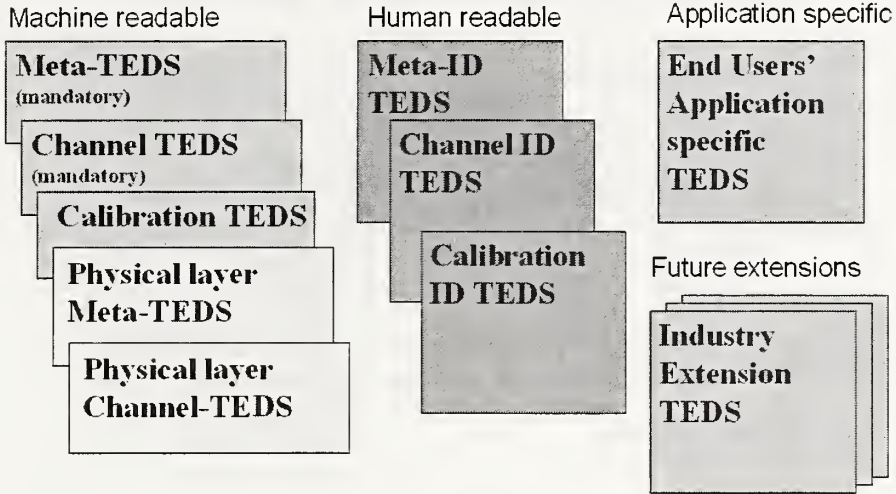 Machine readable
Meta-TEDS
(mandatory)
Channel TEDS
(mandatory)
Calibration TEDS
Physical layer
Meta-TEDS
Physical layer
Channel-TEDS
Human readable
Meta-ID
TEDS
Channel ID
TEDS
Calibration
ID TEDS
Application specific
End Users’
Application
specific
TEDS
Future extensions
Industry
Extension
TEDS